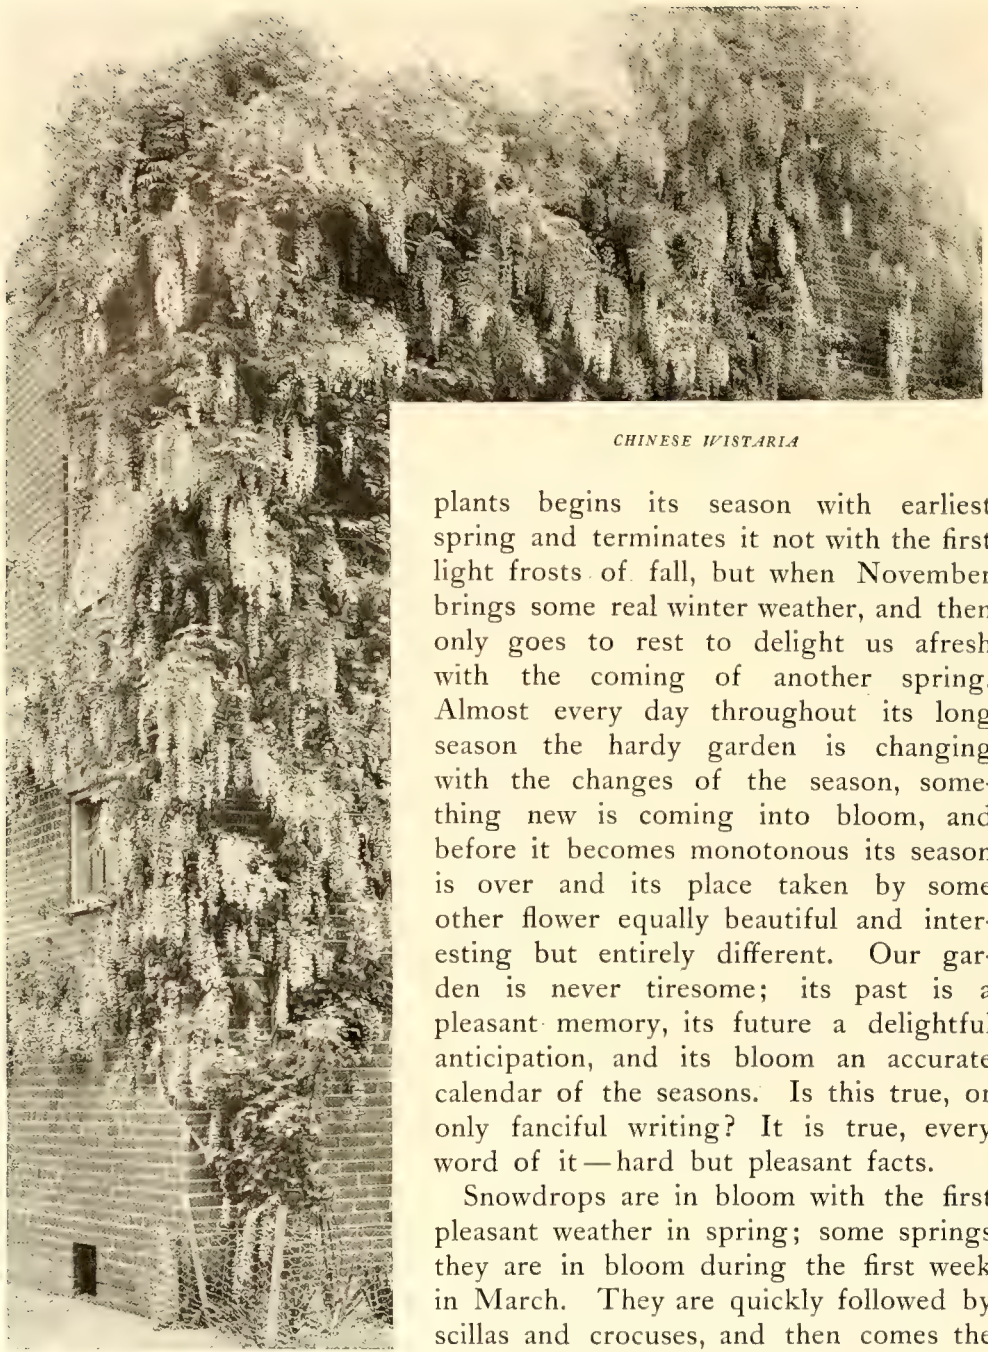 CHINESE WISTARIA
plants begins its season with earliest
spring and terminates it not with the first
light frosts of fall, but when November
brings some real winter weather, and then
only goes to rest to delight us afresh
with the coming of another spring.
Almost every day throughout its long
season the hardy garden is changing
with the changes of the season, some-
thing new is coming into bloom, and
before it becomes monotonous its season
is over and its place taken by some
other flower equally beautiful and inter-
esting but entirely different. Our gar-
den is never tiresome; its past is a
pleasant memory, its future a delightful
anticipation, and its bloom an accurate
calendar of the seasons. Is this true, or
only fanciful writing? It is true, every
word of it—hard but pleasant facts.
Snowdrops are in bloom with the first
pleasant weather in spring; some springs
they are in bloom during the first week
in March. They are quickly followed by
scillas and crocuses, and then comes the